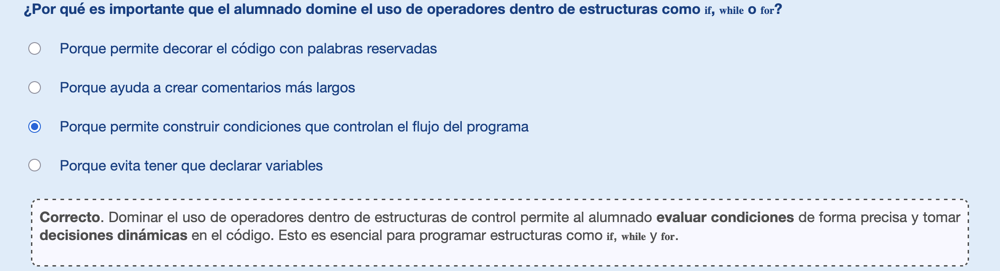 ¿Por qué es importante que el alumnado domine el uso de operadores dentro de estructuras como if, while o for?
Porque permite decorar el código con palabras reservadas
Porque ayuda a crear comentarios más largos
Porque permite construir condiciones que controlan el flujo del programa
Porque evita tener que declarar variables
Correcto. Dominar el uso de operadores dentro de estructuras de control permite al alumnado evaluar condiciones de forma precisa y tomar
decisiones dinámicas en el código. Esto es esencial para programar estructuras como if, while y for.